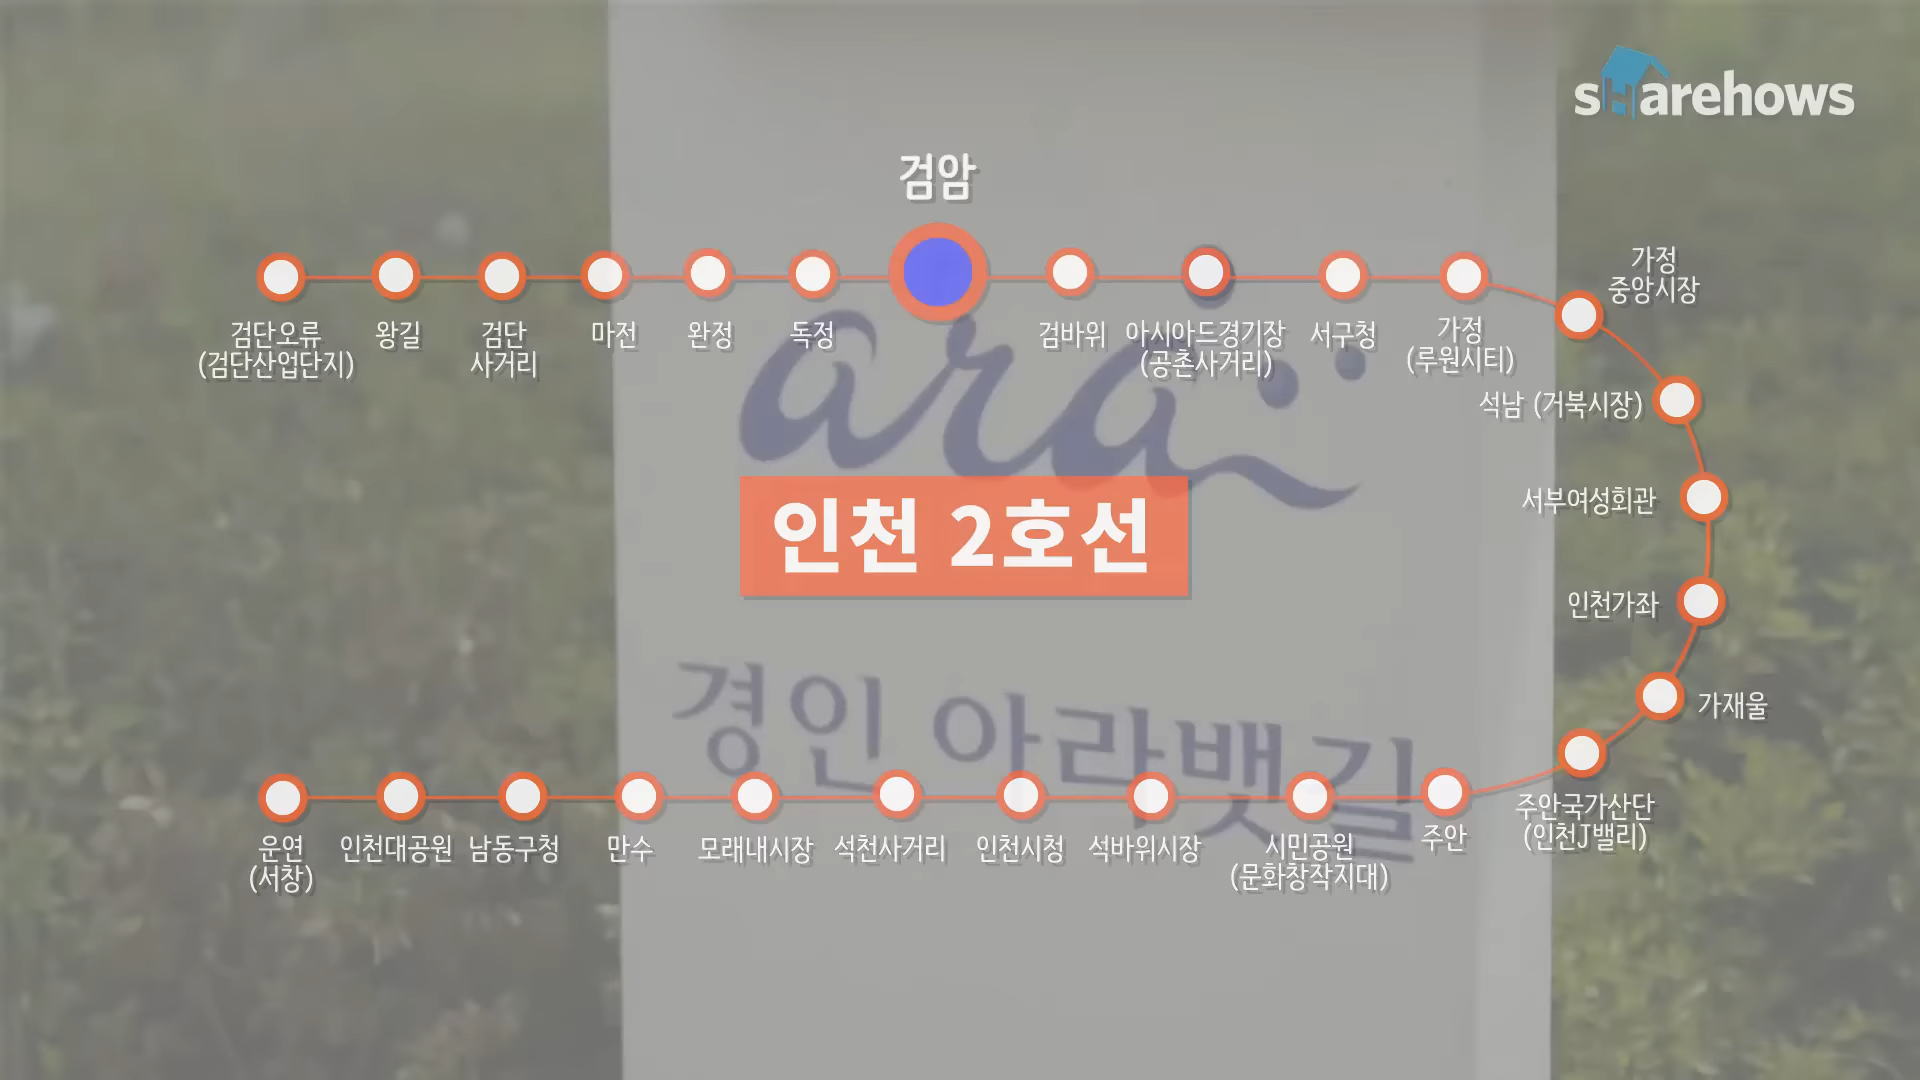 sHarehows
검암
검단오류
(검단산업단지)
왕길
검단
사거리
마전
완정
독정
검바위
아시아드경기장
(공촌사거리)
서구청
가정
(루원시티)
가정
중앙시장
석남 (거북시장)
서부여성회관
인천가좌
가재울
주안국가산단
(인천J밸리)
주안
시민공원
(문화창작지대)
석바위시장
인천시청
석천사거리
모래내시장
만수
남동구청
인천대공원
운연
(서창)
ara
인천 2호선
경인 아라뱃길